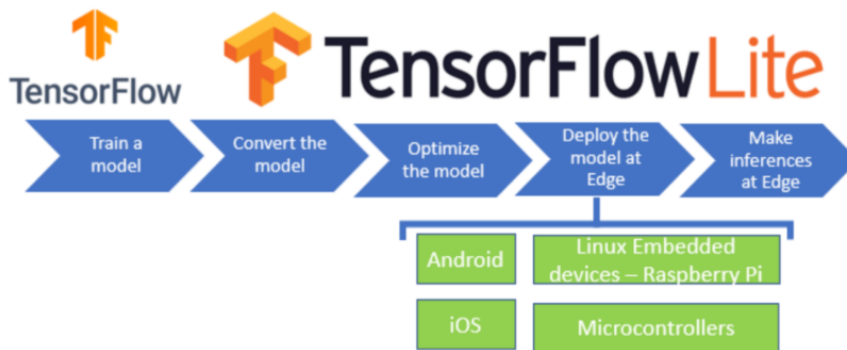 TensorFlow
TensorFlow Lite
Train a
model
Convert the
model
Optimize
the model
Deploy the
model at
Edge
Make
inferences
at Edge
Android
Linux Embedded
devices – Raspberry Pi
iOS
Microcontrollers